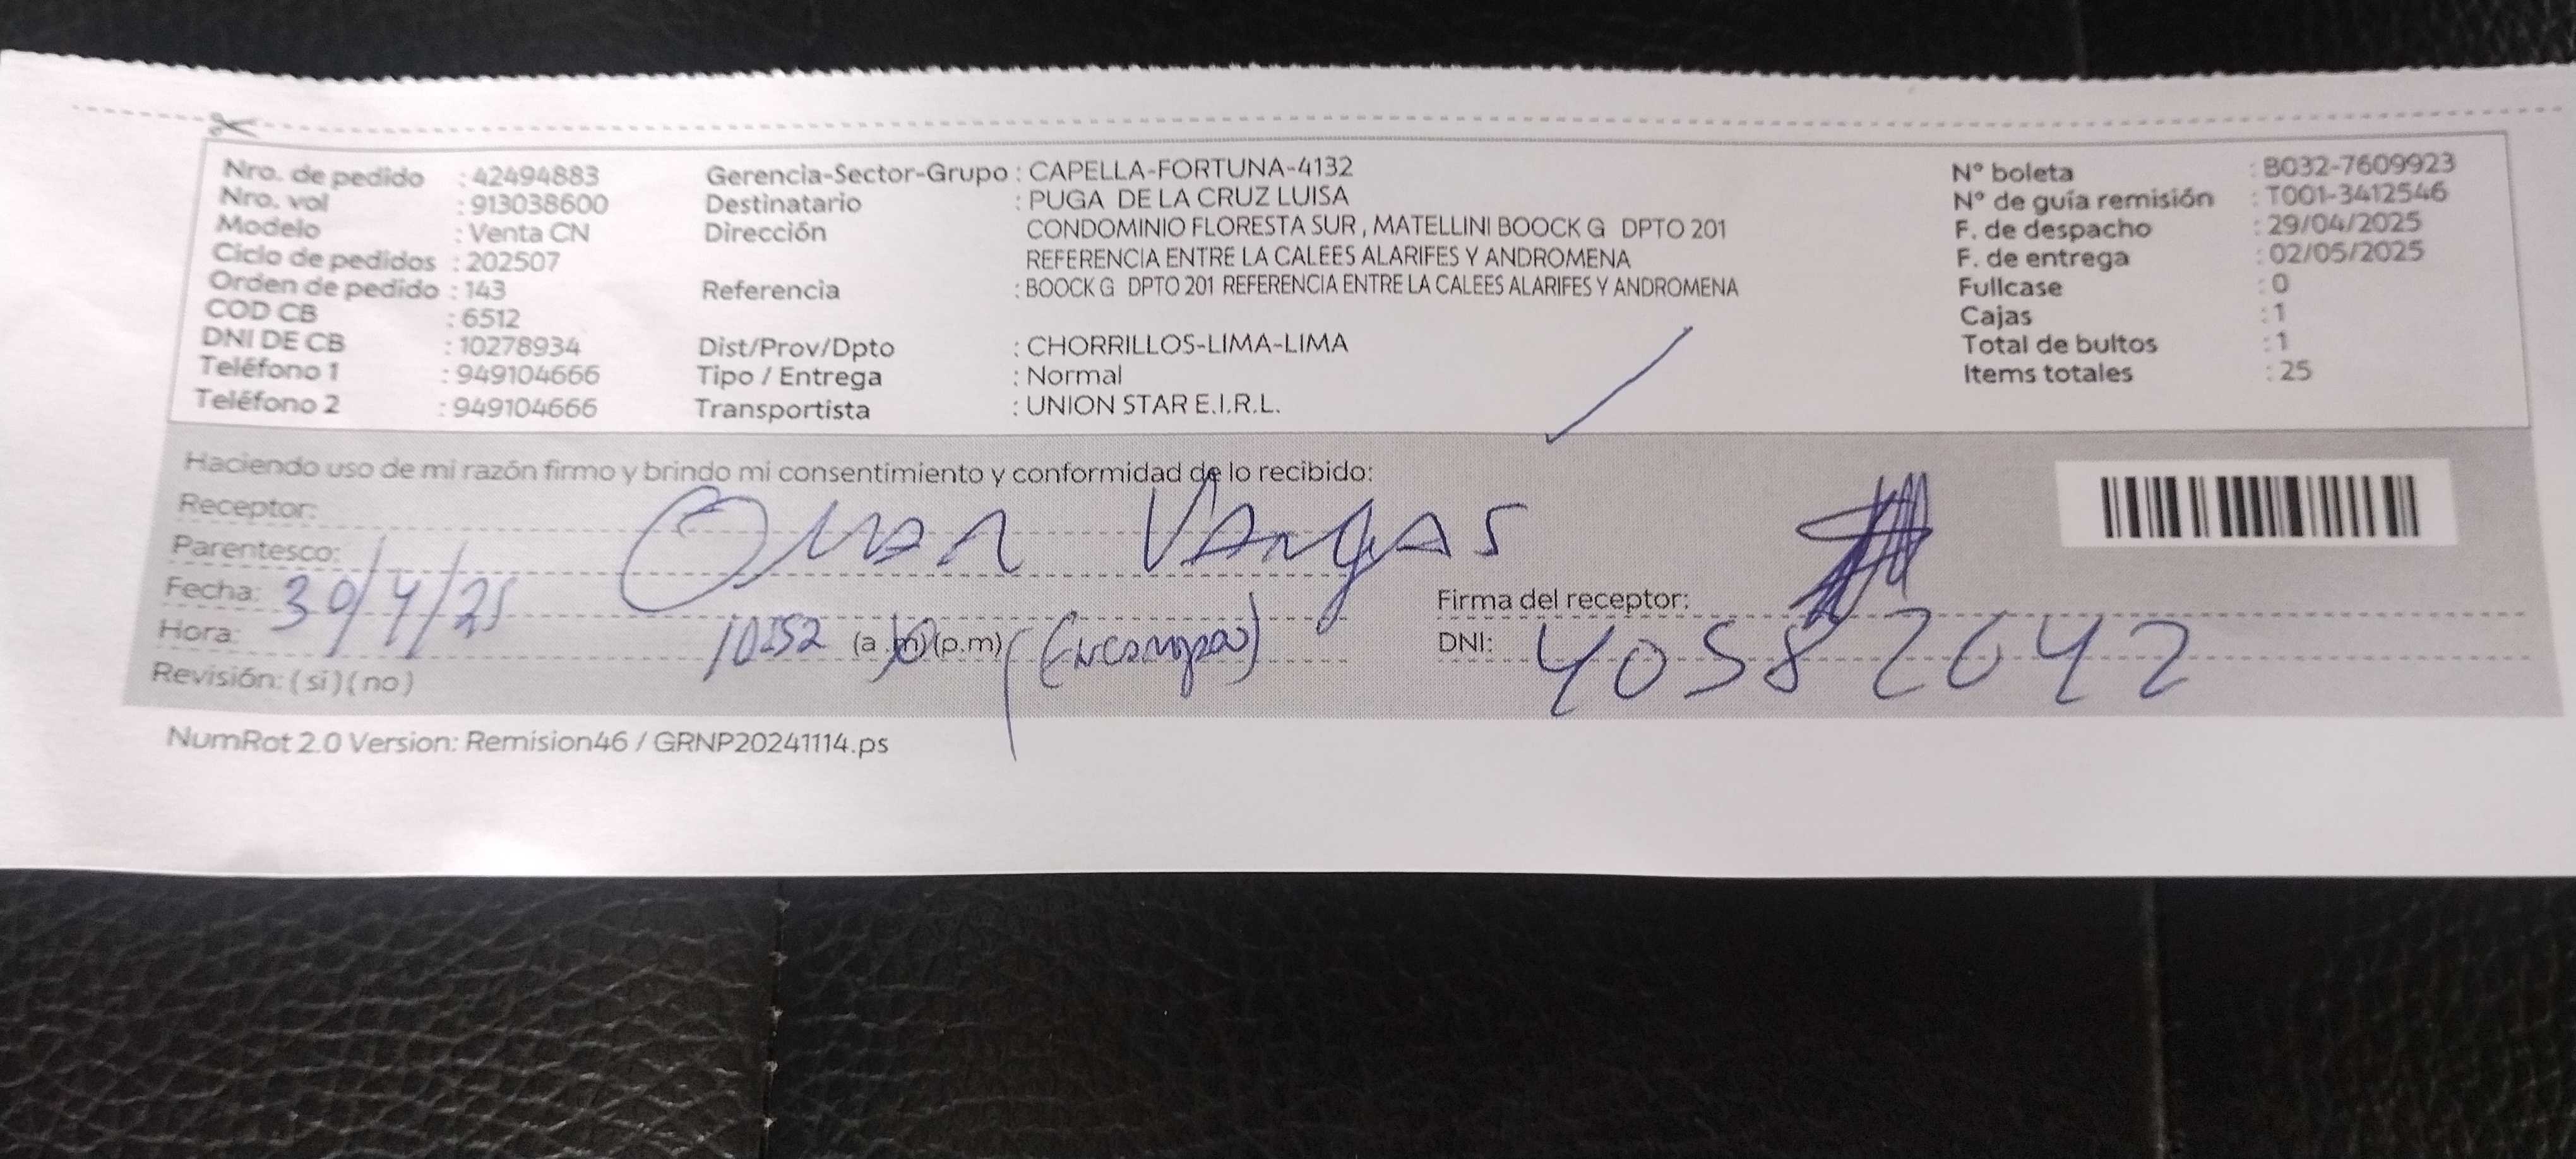 Nro. de pedido : 42494883 Gerencia-Sector-Grupo : CAPELLA-FORTUNA-4132 N° boleta : B032-7609923
Nro. vol : 913038600 Destinatario : PUGA DE LA CRUZ LUISA N° de guía remisión : T001-3412546
Modelo : Venta CN Dirección CONDOMINIO FLORESTA SUR , MATELLINI BOOCK G DPTO 201 F. de despacho : 29/04/2025
Ciclo de pedidos : 202507 REFERENCIA ENTRE LA CALEES ALARIFES Y ANDROMENA F. de entrega : 02/05/2025
Orden de pedido : 143 Referencia : BOOCK G DPTO 201 REFERENCIA ENTRE LA CALEES ALARIFES Y ANDROMENA Fullcase : 0
COD CB : 6512 Cajas : 1
DNI DE CB : 10278934 Dist/Prov/Dpto : CHORRILLOS-LIMA-LIMA Total de bultos : 1
Teléfono 1 : 949104666 Tipo / Entrega : Normal Items totales : 25
Teléfono 2 : 949104666 Transportista : UNION STAR E.I.R.L.
Haciendo uso de mi razón firmo y brindo mi consentimiento y conformidad de lo recibido:
Receptor: Omar Vargas
Parentesco:
Fecha: 30/4/25 Firma del receptor:
Hora: 10:52 (a.m)(p.m) DNI: 40582642
Revisión: ( si ) ( no )
NumRot 2.0 Version: Remision46 / GRNP20241114.ps